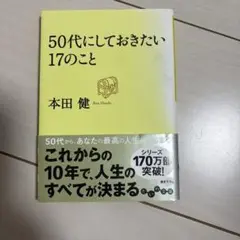 50代にしておきたい
17のこと
本田 健
50代から、あなたの最高の人生
これからの
10年で、人生の
すべてが決まる
シリーズ
170万部
突破!